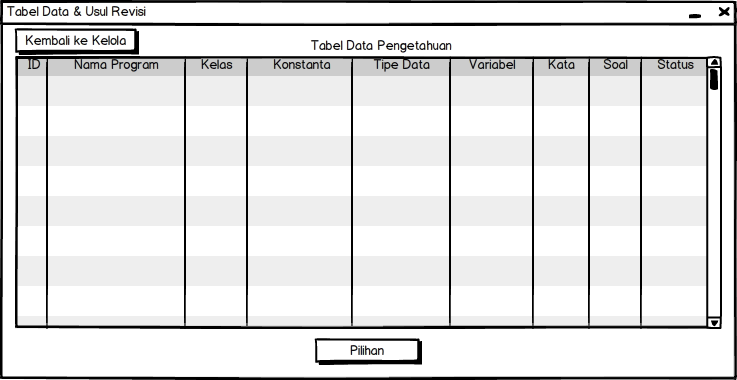 Tabel Data & Usul Revisi
Kembali ke Kelola
Tabel Data Pengetahuan
ID Nama Program Kelas Konstanta Tipe Data Variabel Kata Soal Status
Pilihan